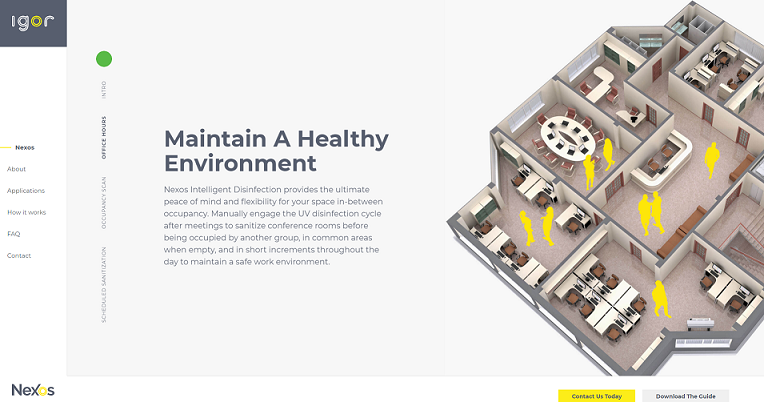 igor
Nexos
About
Applications
How it works
FAQ
Contact
INTRO
OFFICE HOURS
OCCUPANCY SCAN
SCHEDULED SANITIZATION
Maintain A Healthy
Environment
Nexos Intelligent Disinfection provides the ultimate
peace of mind and flexibility for your space in-between
occupancy. Manually engage the UV disinfection cycle
after meetings to sanitize conference rooms before
being occupied by another group, in common areas
when empty, and in short increments throughout the
day to maintain a safe work environment.
Nexos
Contact Us Today
Download The Guide